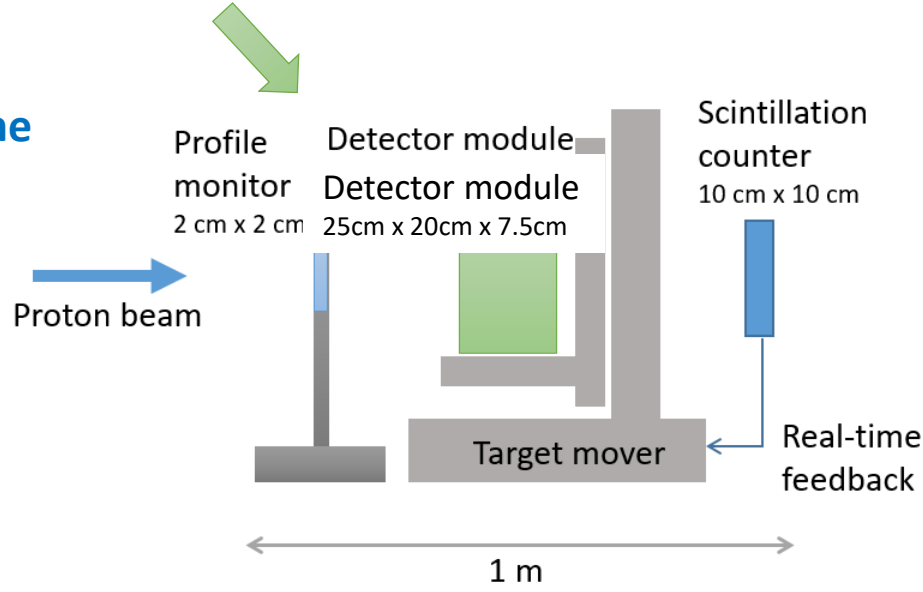 ne
Profile
monitor
2 cm x 2 cm
Detector module
Detector module
25cm x 20cm x 7.5cm
Scintillation
counter
10 cm x 10 cm
Proton beam
Target mover
Real-time
feedback
1 m